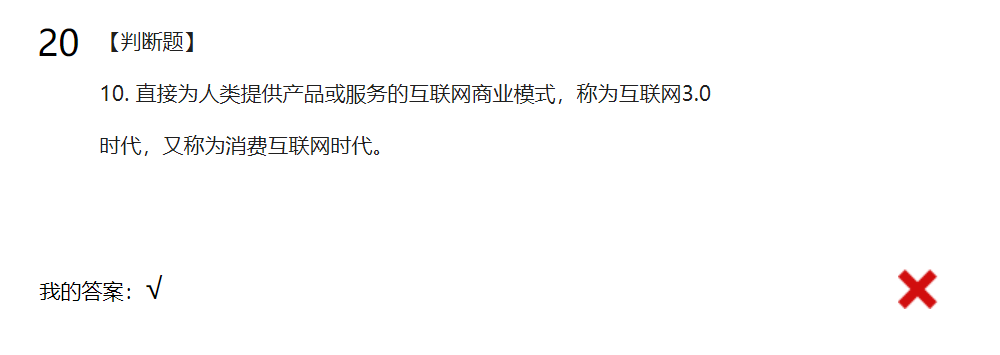 20 【判断题】
10. 直接为人类提供产品或服务的互联网商业模式，称为互联网3.0
时代，又称为消费互联网时代。
我的答案：√